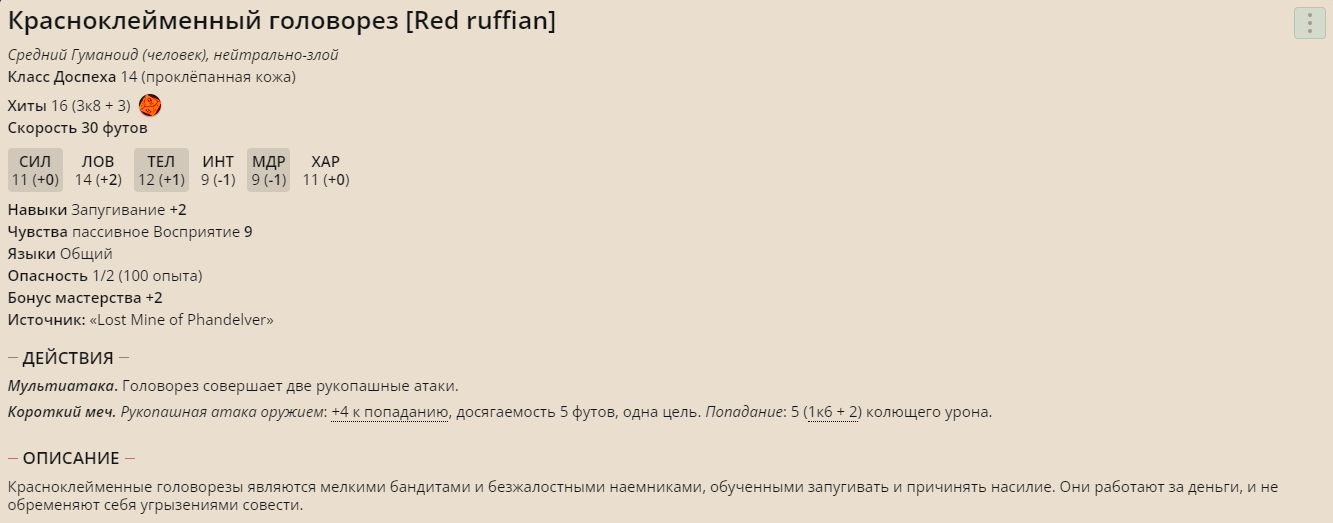 Красноклейменный головорез [Red ruffian]
Средний Гуманоид (человек), нейтрально-злой
Класс Доспеха 14 (проклёпанная кожа)
Хиты 16 (3к8 + 3)
Скорость 30 футов
СИЛ ЛОВ ТЕЛ ИНТ МДР ХАР
11 (+0) 14 (+2) 12 (+1) 9 (-1) 9 (-1) 11 (+0)
Навыки Запугивание +2
Чувства пассивное Восприятие 9
Языки Общий
Опасность 1/2 (100 опыта)
Бонус мастерства +2
Источник: «Lost Mine of Phandelver»
— ДЕЙСТВИЯ —
Мультиатака. Головорез совершает две рукопашные атаки.
Короткий меч. Рукопашная атака оружием: +4 к попаданию, досягаемость 5 футов, одна цель. Попадание: 5 (1к6 + 2) колющего урона.
— ОПИСАНИЕ —
Красноклейменные головорезы являются мелкими бандитами и безжалостными наемниками, обученными запугивать и причинять насилие. Они работают за деньги, и не
обременяют себя угрызениями совести.